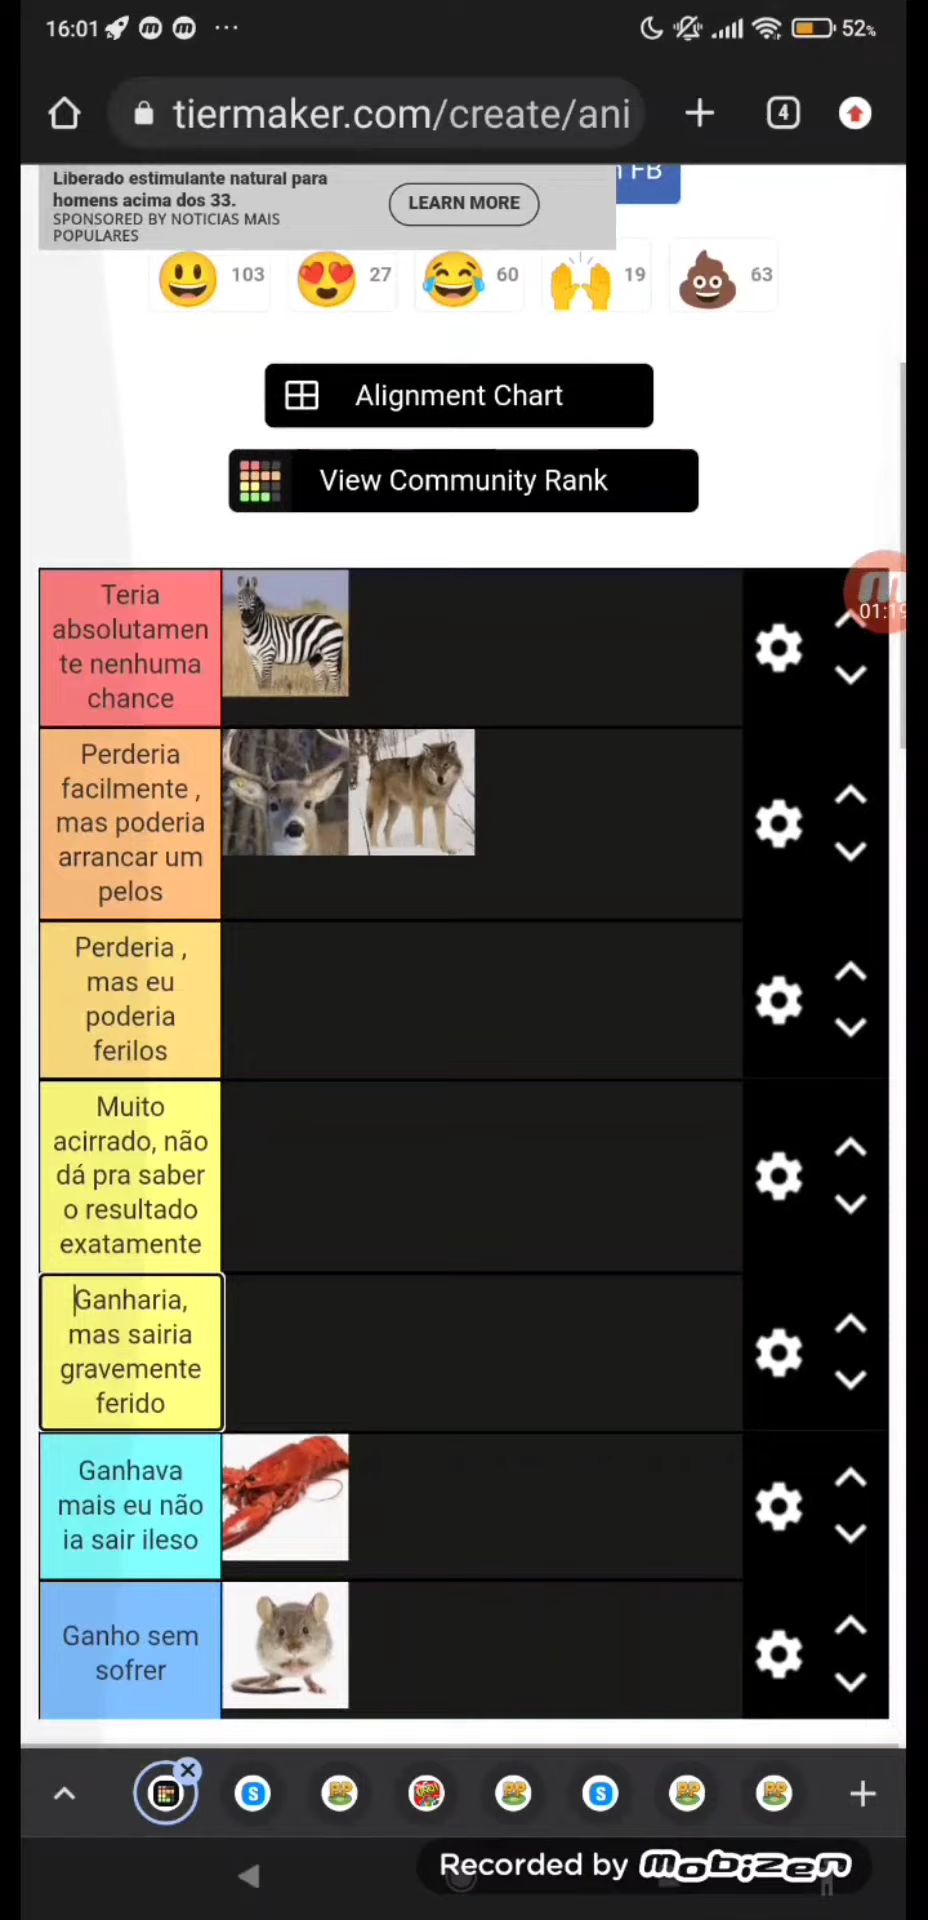 16:01 52%
tiermaker.com/create/ani 4
Liberado estimulante natural para
homens acima dos 33.
SPONSORED BY NOTICIAS MAIS
POPULARES
LEARN MORE
FB
103 27 60 19 63
Alignment Chart
View Community Rank
Teria
absolutamen
te nenhuma
chance
01:19
Perderia
facilmente ,
mas poderia
arrancar um
pelos
Perderia ,
mas eu
poderia
ferilos
Muito
acirrado, não
dá pra saber
o resultado
exatamente
Ganharia,
mas sairia
gravemente
ferido
Ganhava
mais eu não
ia sair ileso
Ganho sem
sofrer
Recorded by mobizen